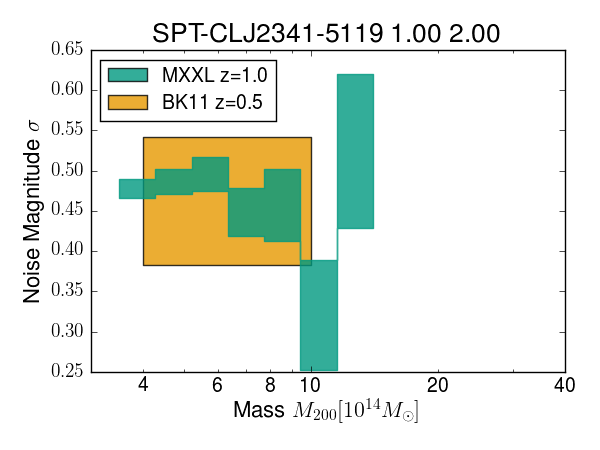 SPT-CLJ2341-5119 1.00 2.00
MXXL z=1.0
BK11 z=0.5
Noise Magnitude σ
0.65
0.60
0.55
0.50
0.45
0.40
0.35
0.30
0.25
4 6 8 10 20 40
Mass M₂₀₀[10¹⁴M⊙]